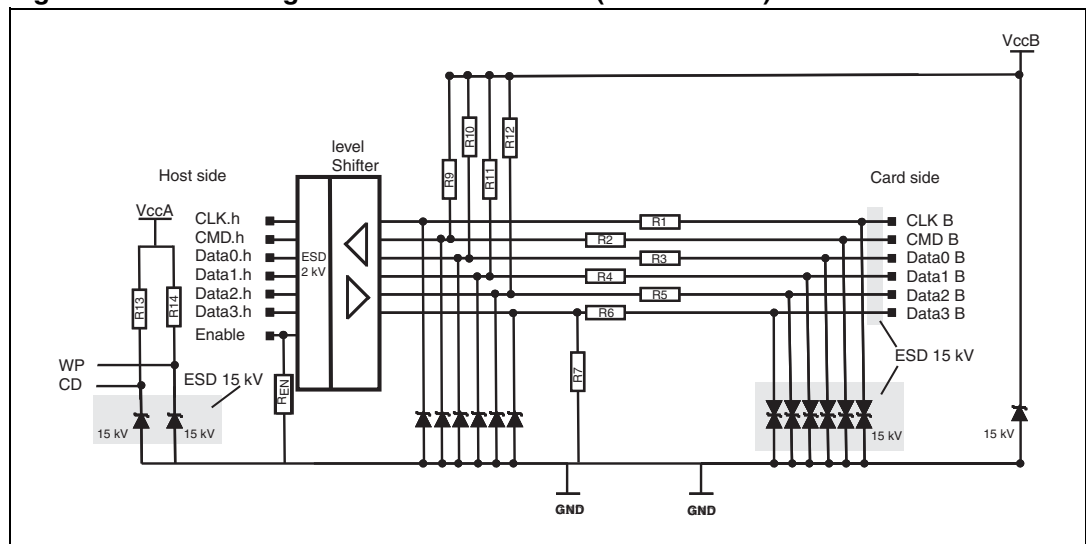 VccB
R10
R12
level
Shifter
R9
R11
Host side
Card side
VccA
CLK.h
R1
CLK B
CMD.h
R2
CMD B
Data0.h
ESD
R3
Data0 B
Data1.h
2 kV
R4
Data1 B
Data2.h
R5
Data2 B
R13
R14
Data3.h
R6
Data3 B
Enable
WP
ESD 15 kV
CD
ESD 15 kV
REN
R7
15 kV
15 kV
15 kV
15 kV
GND
GND